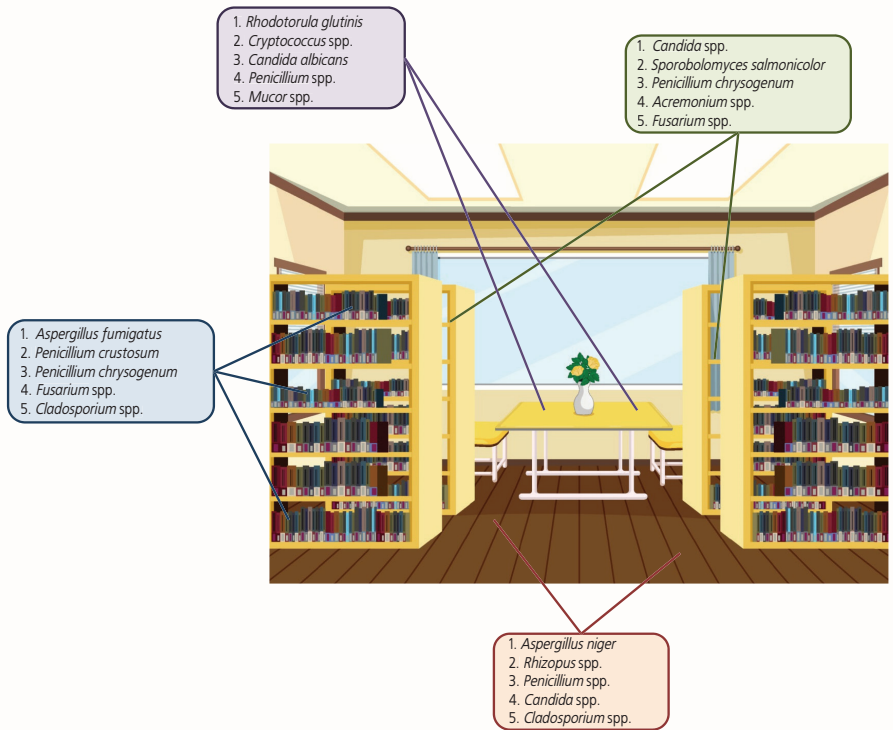 1. Rhodotorula glutinis
2. Cryptococcus spp.
3. Candida albicans
4. Penicillium spp.
5. Mucor spp.
1. Candida spp.
2. Sporobolomyces salmonicolor
3. Penicillium chrysogenum
4. Acremonium spp.
5. Fusarium spp.
1. Aspergillus fumigatus
2. Penicillium crustosum
3. Penicillium chrysogenum
4. Fusarium spp.
5. Cladosporium spp.
1. Aspergillus niger
2. Rhizopus spp.
3. Penicillium spp.
4. Candida spp.
5. Cladosporium spp.